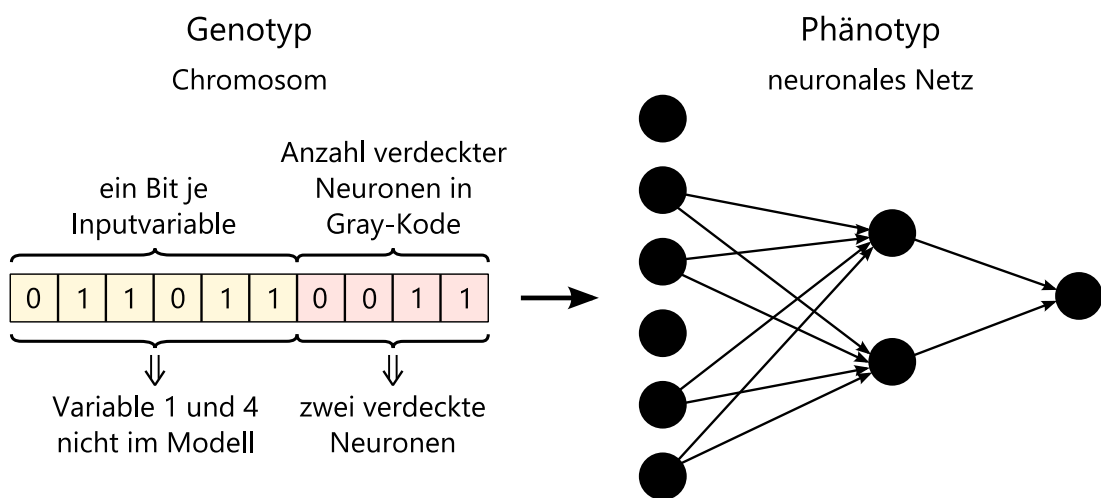 Genotyp
Chromosom
ein Bit je
Inputvariable
Anzahl verdeckter
Neuronen in
Gray-Kode
0 1 1 0 1 1 0 0 1 1
Variable 1 und 4
nicht im Modell
zwei verdeckte
Neuronen
Phänotyp
neuronales Netz